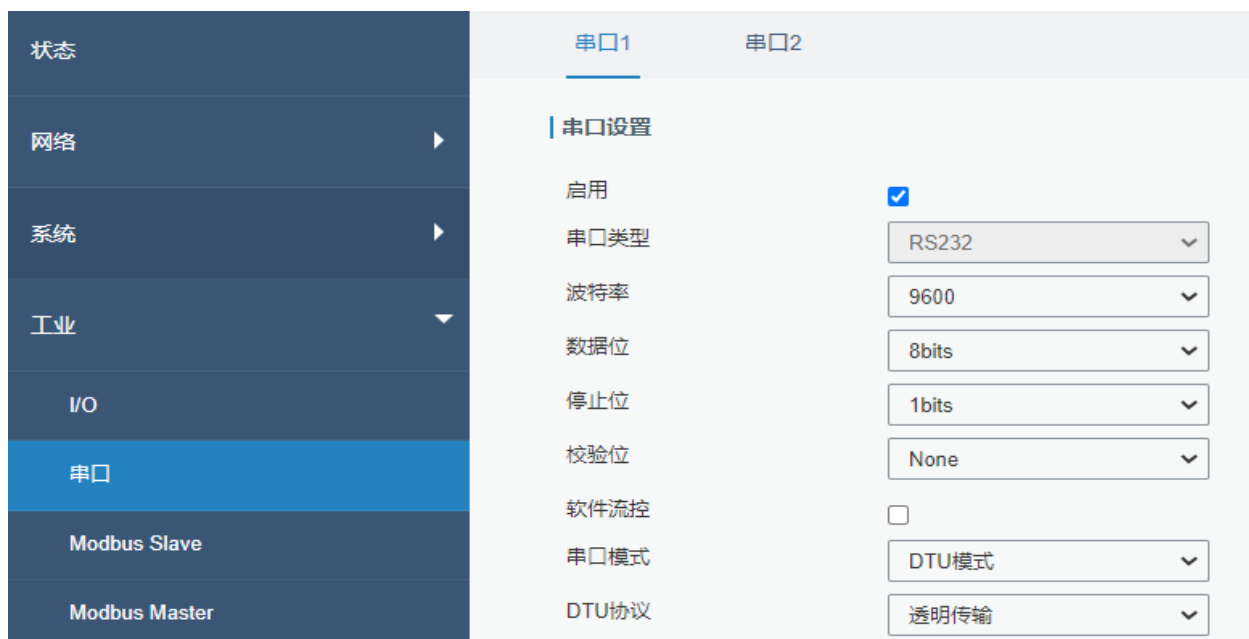 状态
网络
系统
工业
I/O
串口
Modbus Slave
Modbus Master
串口1 串口2
串口设置
启用
串口类型 RS232
波特率 9600
数据位 8bits
停止位 1bits
校验位 None
软件流控
串口模式 DTU模式
DTU协议 透明传输